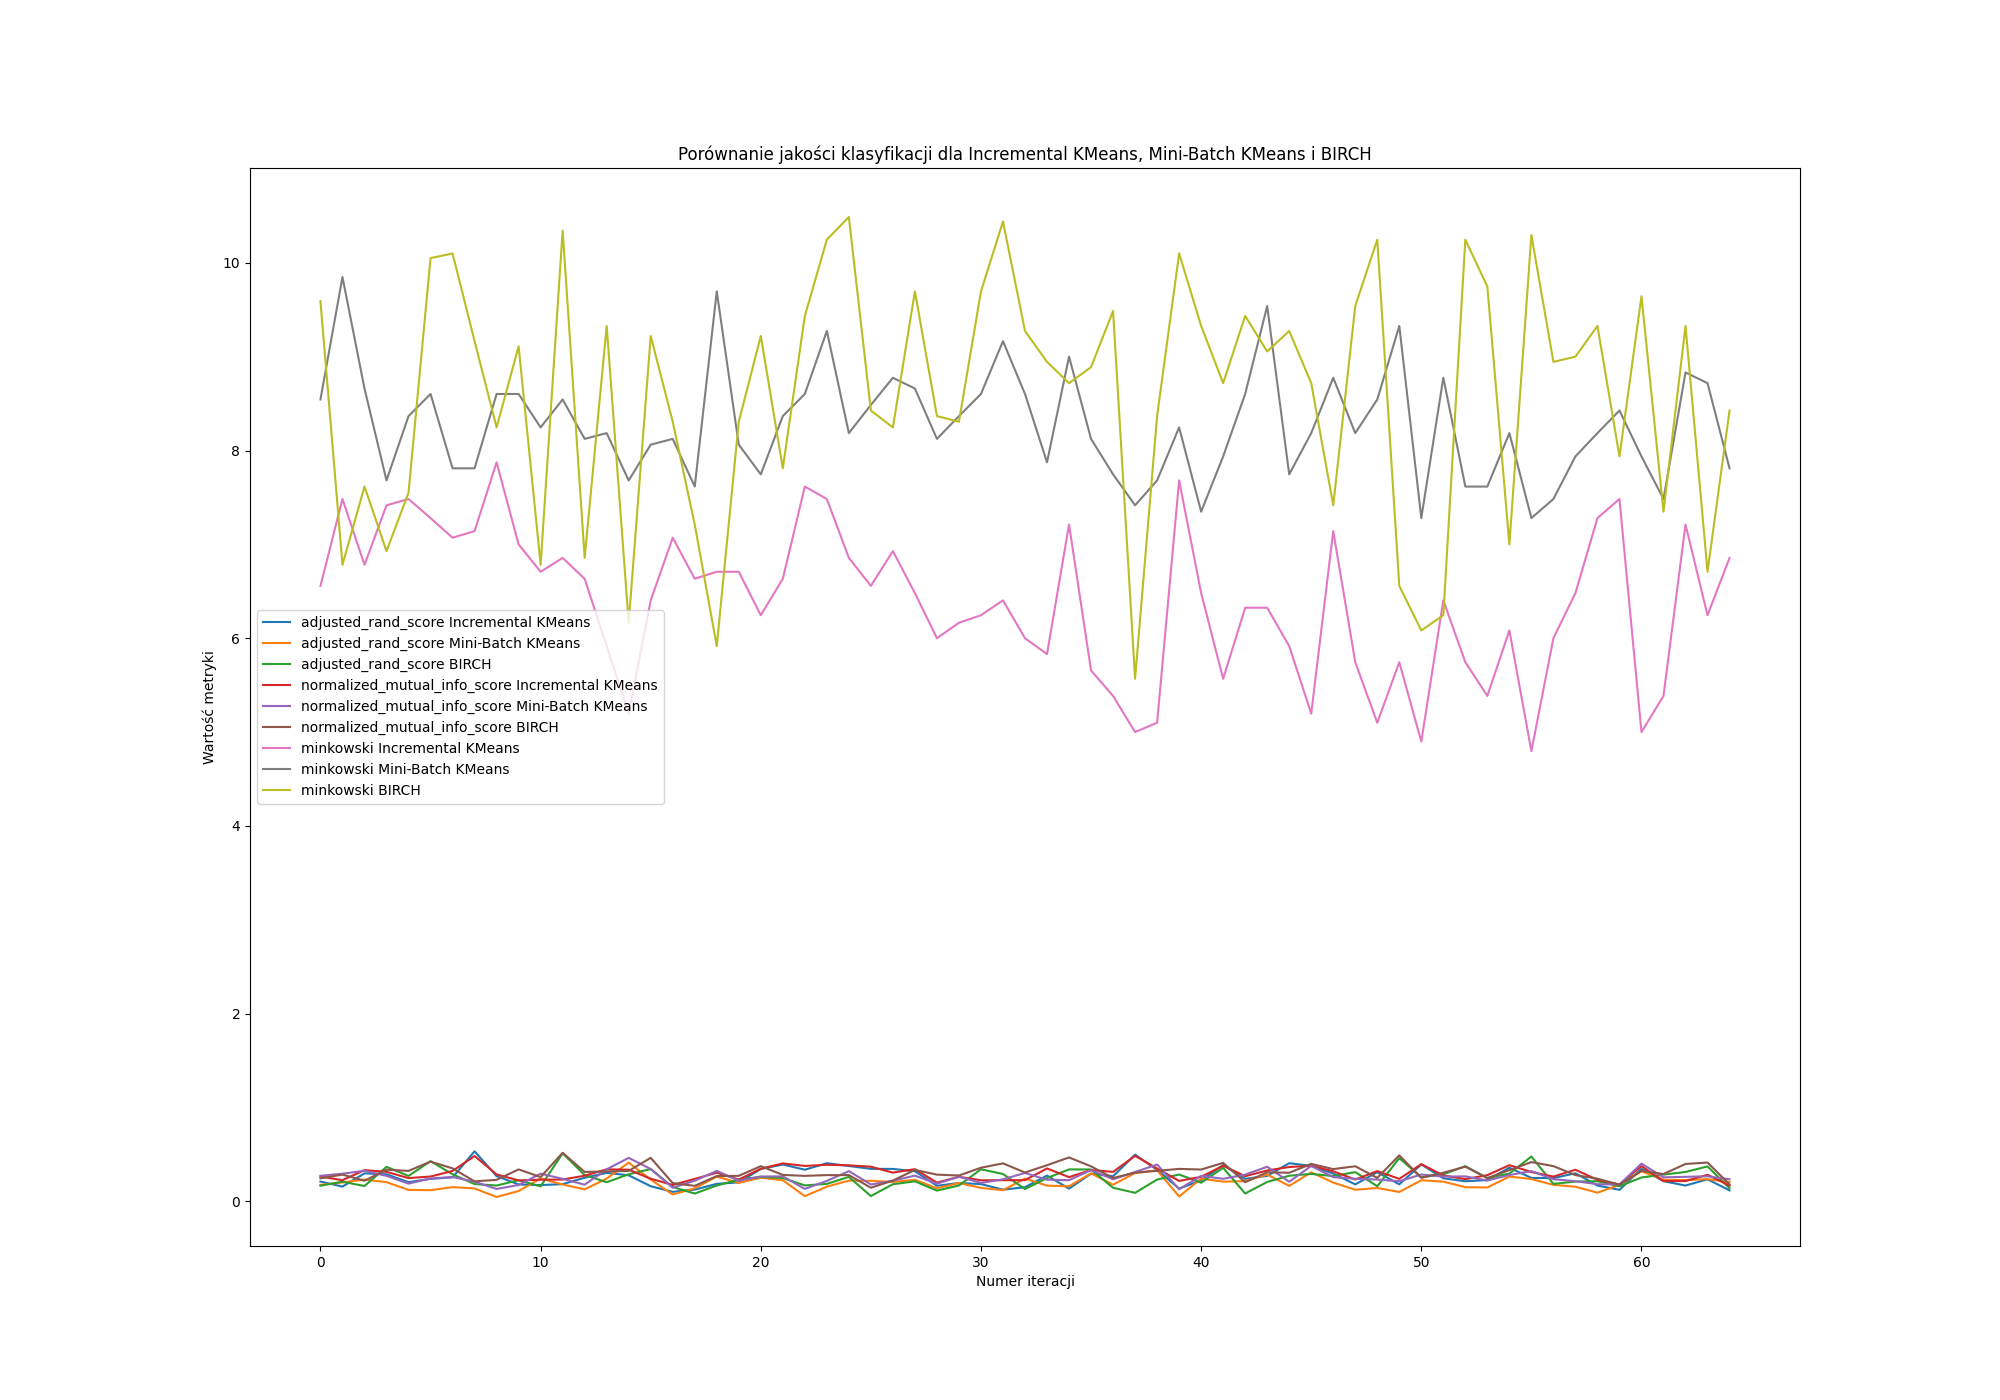 Porównanie jakości klasyfikacji dla Incremental KMeans, Mini-Batch KMeans i BIRCH
10
8
6
4
2
0
Wartość metryki
adjusted_rand_score Incremental KMeans
adjusted_rand_score Mini-Batch KMeans
adjusted_rand_score BIRCH
normalized_mutual_info_score Incremental KMeans
normalized_mutual_info_score Mini-Batch KMeans
normalized_mutual_info_score BIRCH
minkowski Incremental KMeans
minkowski Mini-Batch KMeans
minkowski BIRCH
0 10 20 30 40 50 60
Numer iteracji